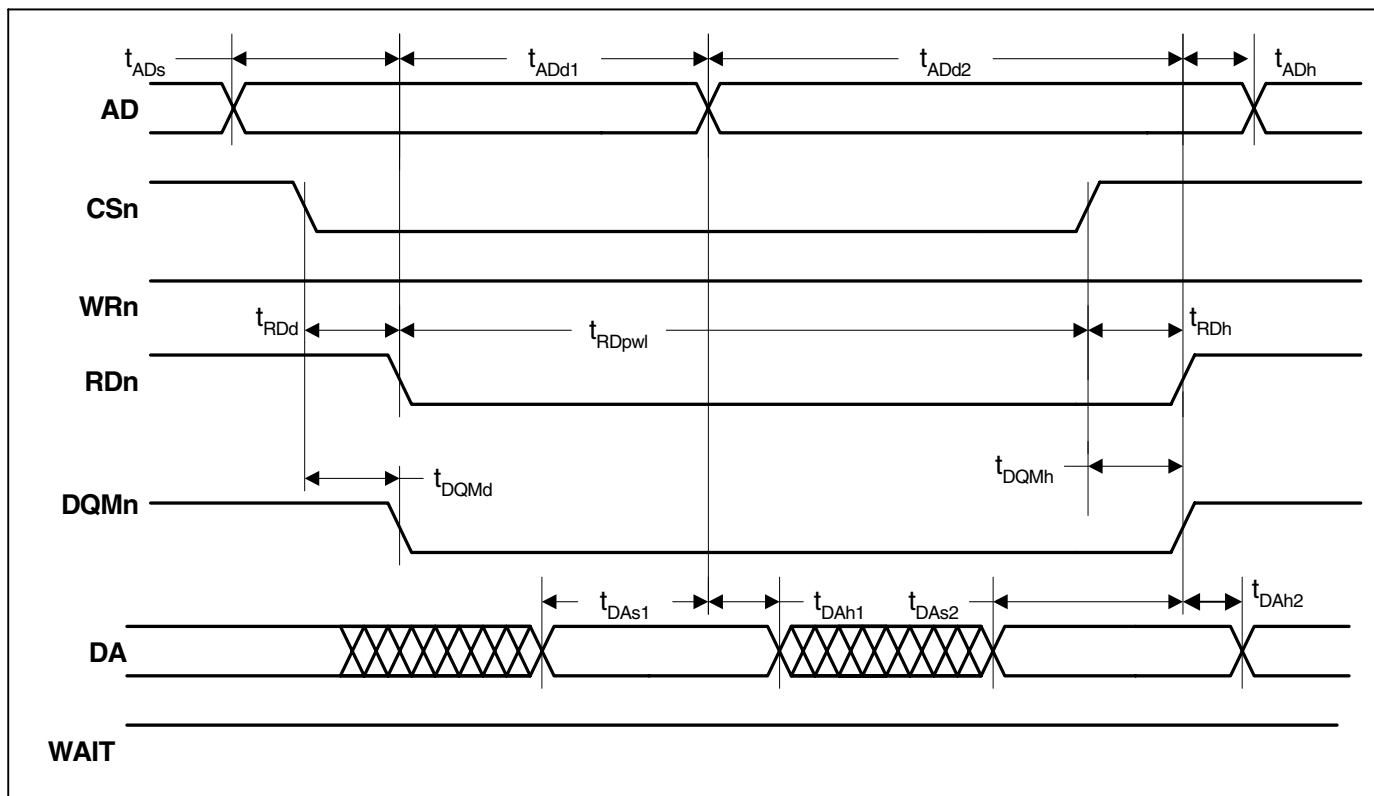 tADs tADd1 tADd2 tADh
AD
CSn
WRn
tRDd tRDpwl tRDh
RDn
tDQMd tDQMh
DQMn
tDAs1 tDAh1 tDAs2 tDAh2
DA
WAIT